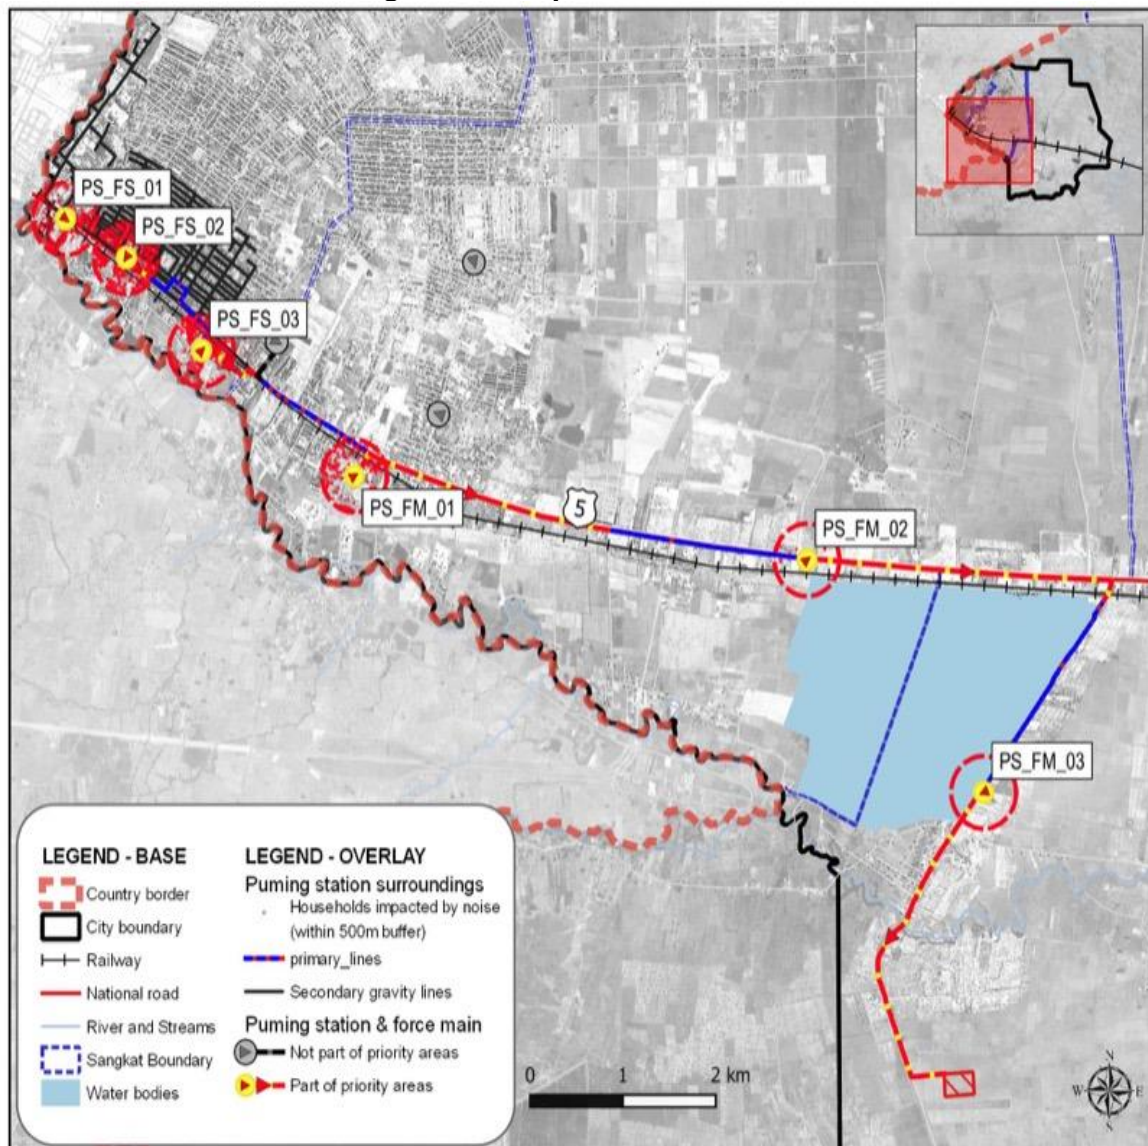 PS_FS_01
PS_FS_02
PS_FS_03
PS_FM_01
5
PS_FM_02
PS_FM_03
LEGEND - BASE
Country border
City boundary
Railway
National road
River and Streams
Sangkat Boundary
Water bodies
LEGEND - OVERLAY
Puming station surroundings
Households impacted by noise
(within 500m buffer)
primary_lines
Secondary gravity lines
Puming station & force main
Not part of priority areas
Part of priority areas
0 1 2 km
N
W E
S